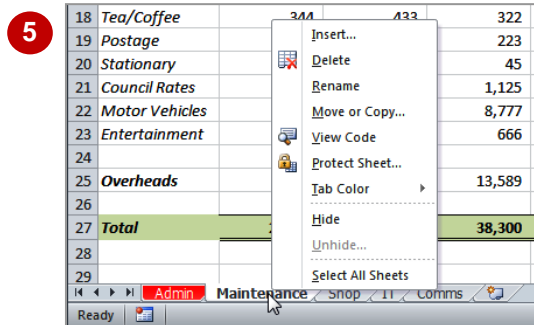 5
18 Tea/Coffee 344 433 322
Insert...
19 Postage 223
20 Stationary 45
Delete
21 Council Rates 1,125
Rename
22 Motor Vehicles 8,777
Move or Copy...
23 Entertainment 666
View Code
24
Protect Sheet...
25 Overheads 13,589
Tab Color
26
Hide
27 Total 38,300
Unhide...
28
Select All Sheets
29
Admin Maintenance Shop IT Comms
Ready